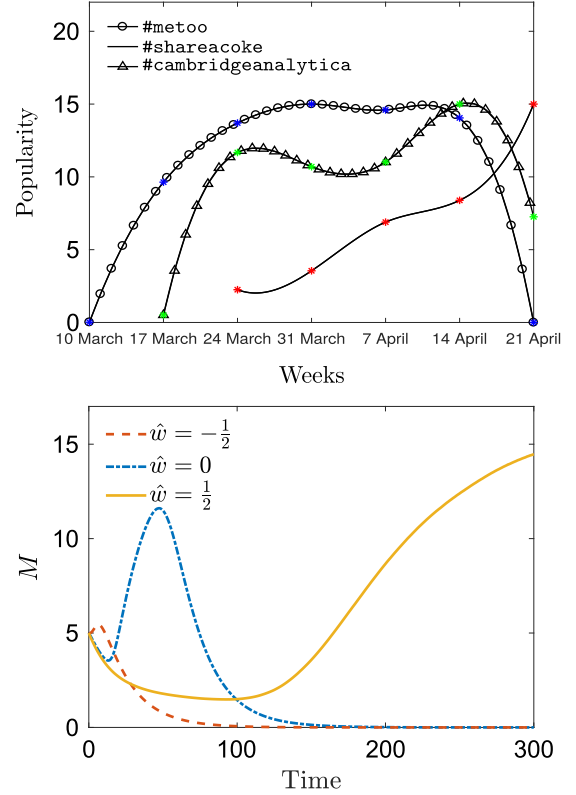 20
15
10
5
0
Popularity
#metoo
#shareacoke
#cambridgeanalytica
10 March 17 March 24 March 31 March 7 April 14 April 21 April
Weeks
15
10
5
0
M
ŵ = -1/2
ŵ = 0
ŵ = 1/2
0 100 200 300
Time